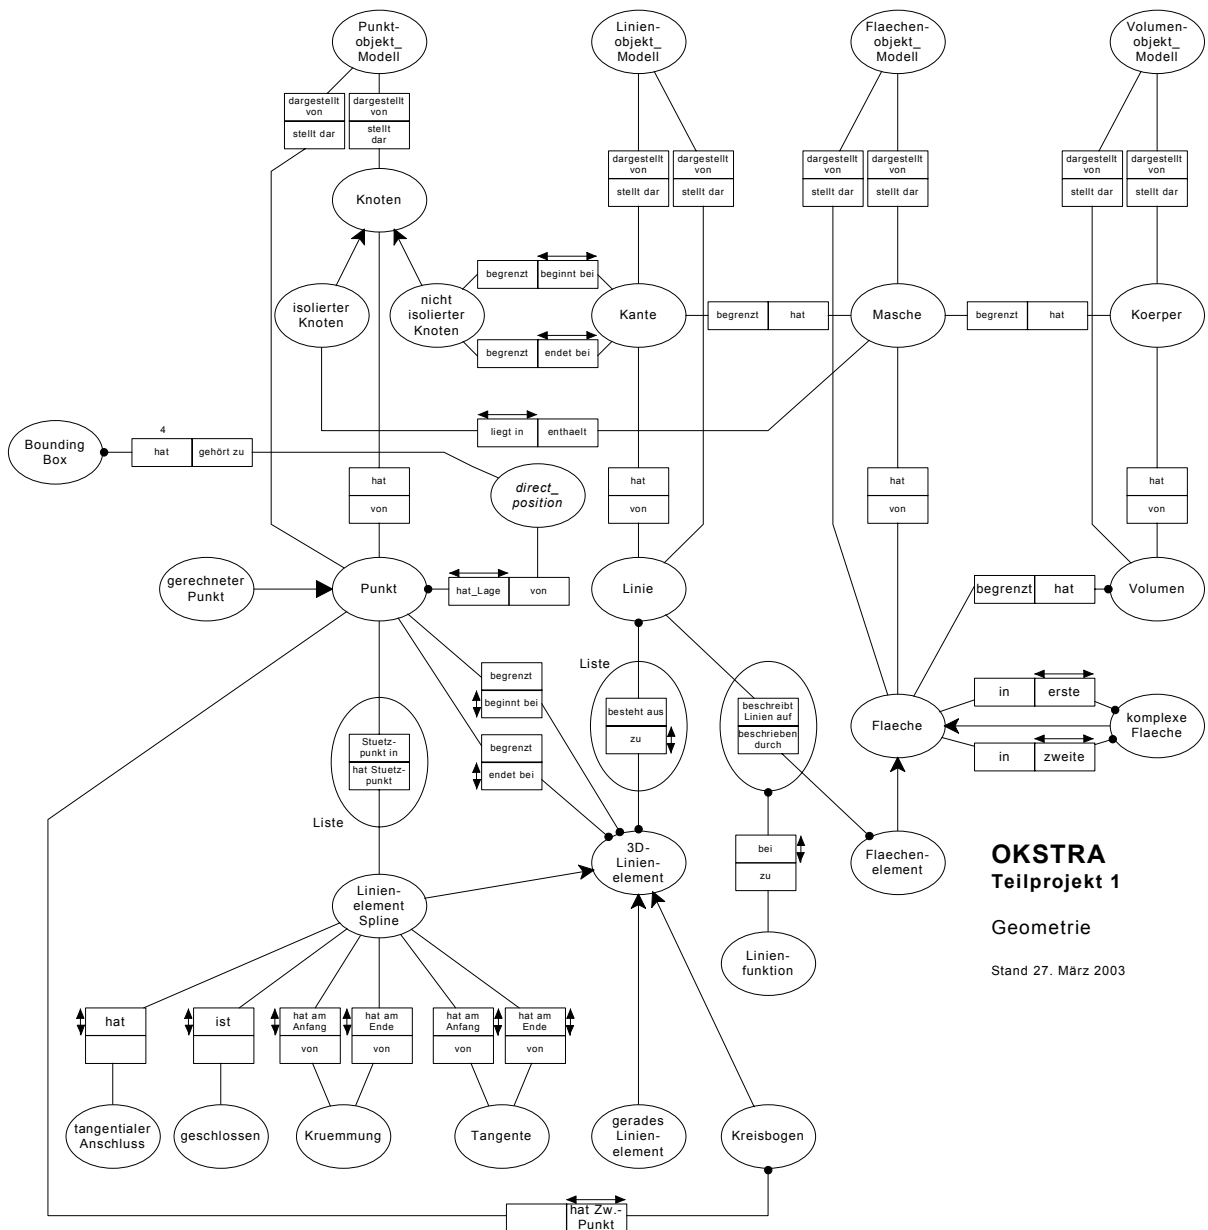 Punkt-
objekt_
Modell
Linien-
objekt_
Modell
Flaechen-
objekt_
Modell
Volumen-
objekt_
Modell
dargestellt
von
stellt dar
dargestellt
von
stellt
dar
dargestellt
von
stellt dar
dargestellt
von
stellt dar
dargestellt
von
stellt dar
dargestellt
von
stellt dar
dargestellt
von
stellt dar
dargestellt
von
stellt dar
Knoten
isolierter
Knoten
nicht
isolierter
Knoten
begrenzt
beginnt bei
begrenzt
endet bei
Kante
begrenzt
hat
Masche
begrenzt
hat
Koerper
liegt in
enthaelt
Bounding
Box
4
hat
gehört zu
direct_
position
hat
von
hat
von
hat
von
hat
von
gerechneter
Punkt
Punkt
hat_Lage
von
Linie
begrenzt
hat
Volumen
Liste
Stuetz-
punkt in
hat Stuetz-
punkt
begrenzt
beginnt bei
begrenzt
endet bei
Liste
besteht aus
zu
beschreibt
Linien auf
beschrieben
durch
Flaeche
in
erste
in
zweite
komplexe
Flaeche
3D-
Linien-
element
bei
zu
Flaechen-
element
Linien-
element
Spline
Linien-
funktion
OKSTRA
Teilprojekt 1
Geometrie
Stand 27. März 2003
hat
ist
hat am
Anfang
von
hat am
Ende
von
hat am
Anfang
von
hat am
Ende
von
tangentialer
Anschluss
geschlossen
Kruemmung
Tangente
gerades
Linien-
element
Kreisbogen
hat Zw.-
Punkt